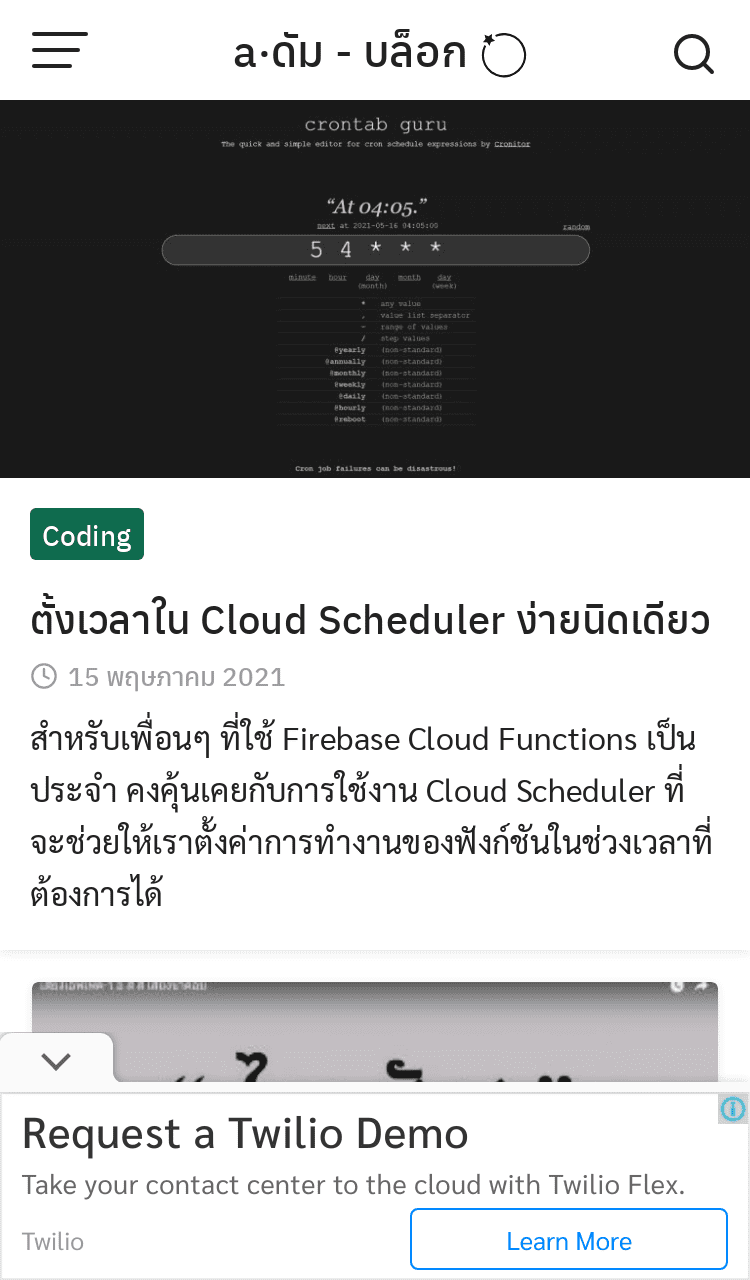 a·ดัม - บล็อก
crontab guru
The quick and simple editor for cron schedule expressions by Cronitor
“At 04:05.”
next at 2021-05-16 04:05:00
random
5 4 * * *
minute hour day (month) month day (week)
* any value
, value list separator
- range of values
/ step values
@yearly (non-standard)
@annually (non-standard)
@monthly (non-standard)
@weekly (non-standard)
@daily (non-standard)
@hourly (non-standard)
@reboot (non-standard)
Cron job failures can be disastrous!
Coding
ตั้งเวลาใน Cloud Scheduler ง่ายนิดเดียว
15 พฤษภาคม 2021
สำหรับเพื่อนๆ ที่ใช้ Firebase Cloud Functions เป็น
ประจำ คงคุ้นเคยกับการใช้งาน Cloud Scheduler ที่
จะช่วยให้เราตั้งค่าการทำงานของฟังก์ชันในช่วงเวลาที่
ต้องการได้
Request a Twilio Demo
Take your contact center to the cloud with Twilio Flex.
Twilio
Learn More